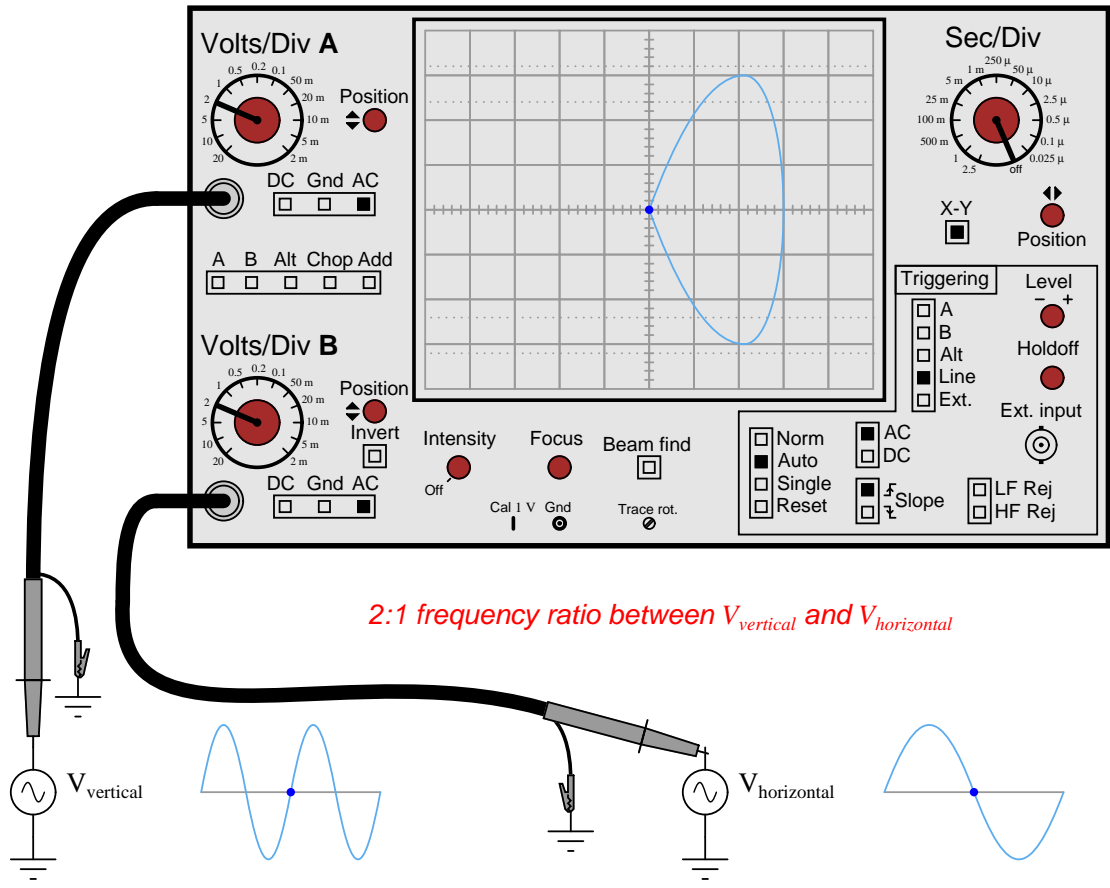 Volts/Div A
0.5 0.2 0.1
1 50 m
2 20 m
5 10 m
10 5 m
20 2 m
Position
DC Gnd AC
A B Alt Chop Add
Volts/Div B
0.5 0.2 0.1
1 50 m
2 20 m
5 10 m
10 5 m
20 2 m
Position
Invert
DC Gnd AC
Intensity
Off
Focus
Beam find
Cal 1 V Gnd
Trace rot.
Sec/Div
250 µ
1 m 50 µ
5 m 10 µ
25 m 2.5 µ
100 m 0.5 µ
500 m 0.1 µ
1 0.025 µ
2.5 off
X-Y
Position
Triggering
A
B
Alt
Line
Ext.
Level
− +
Holdoff
Ext. input
Norm
Auto
Single
Reset
AC
DC
Slope
LF Rej
HF Rej
2:1 frequency ratio between Vvertical and Vhorizontal
Vvertical
Vhorizontal